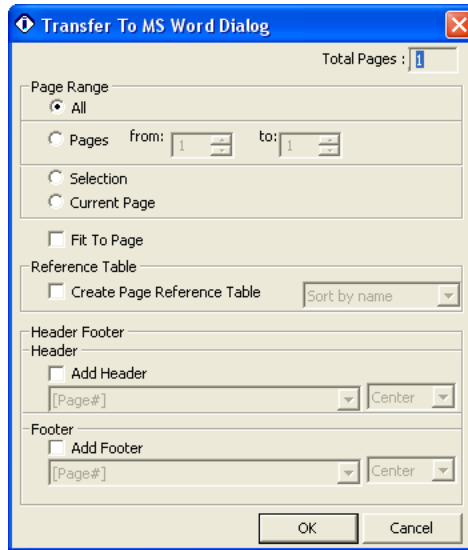 Transfer To MS Word Dialog
Total Pages : 1
Page Range
All
Pages from: 1 to: 1
Selection
Current Page
Fit To Page
Reference Table
Create Page Reference Table Sort by name
Header Footer
Header
Add Header
[Page#] Center
Footer
Add Footer
[Page#] Center
OK Cancel